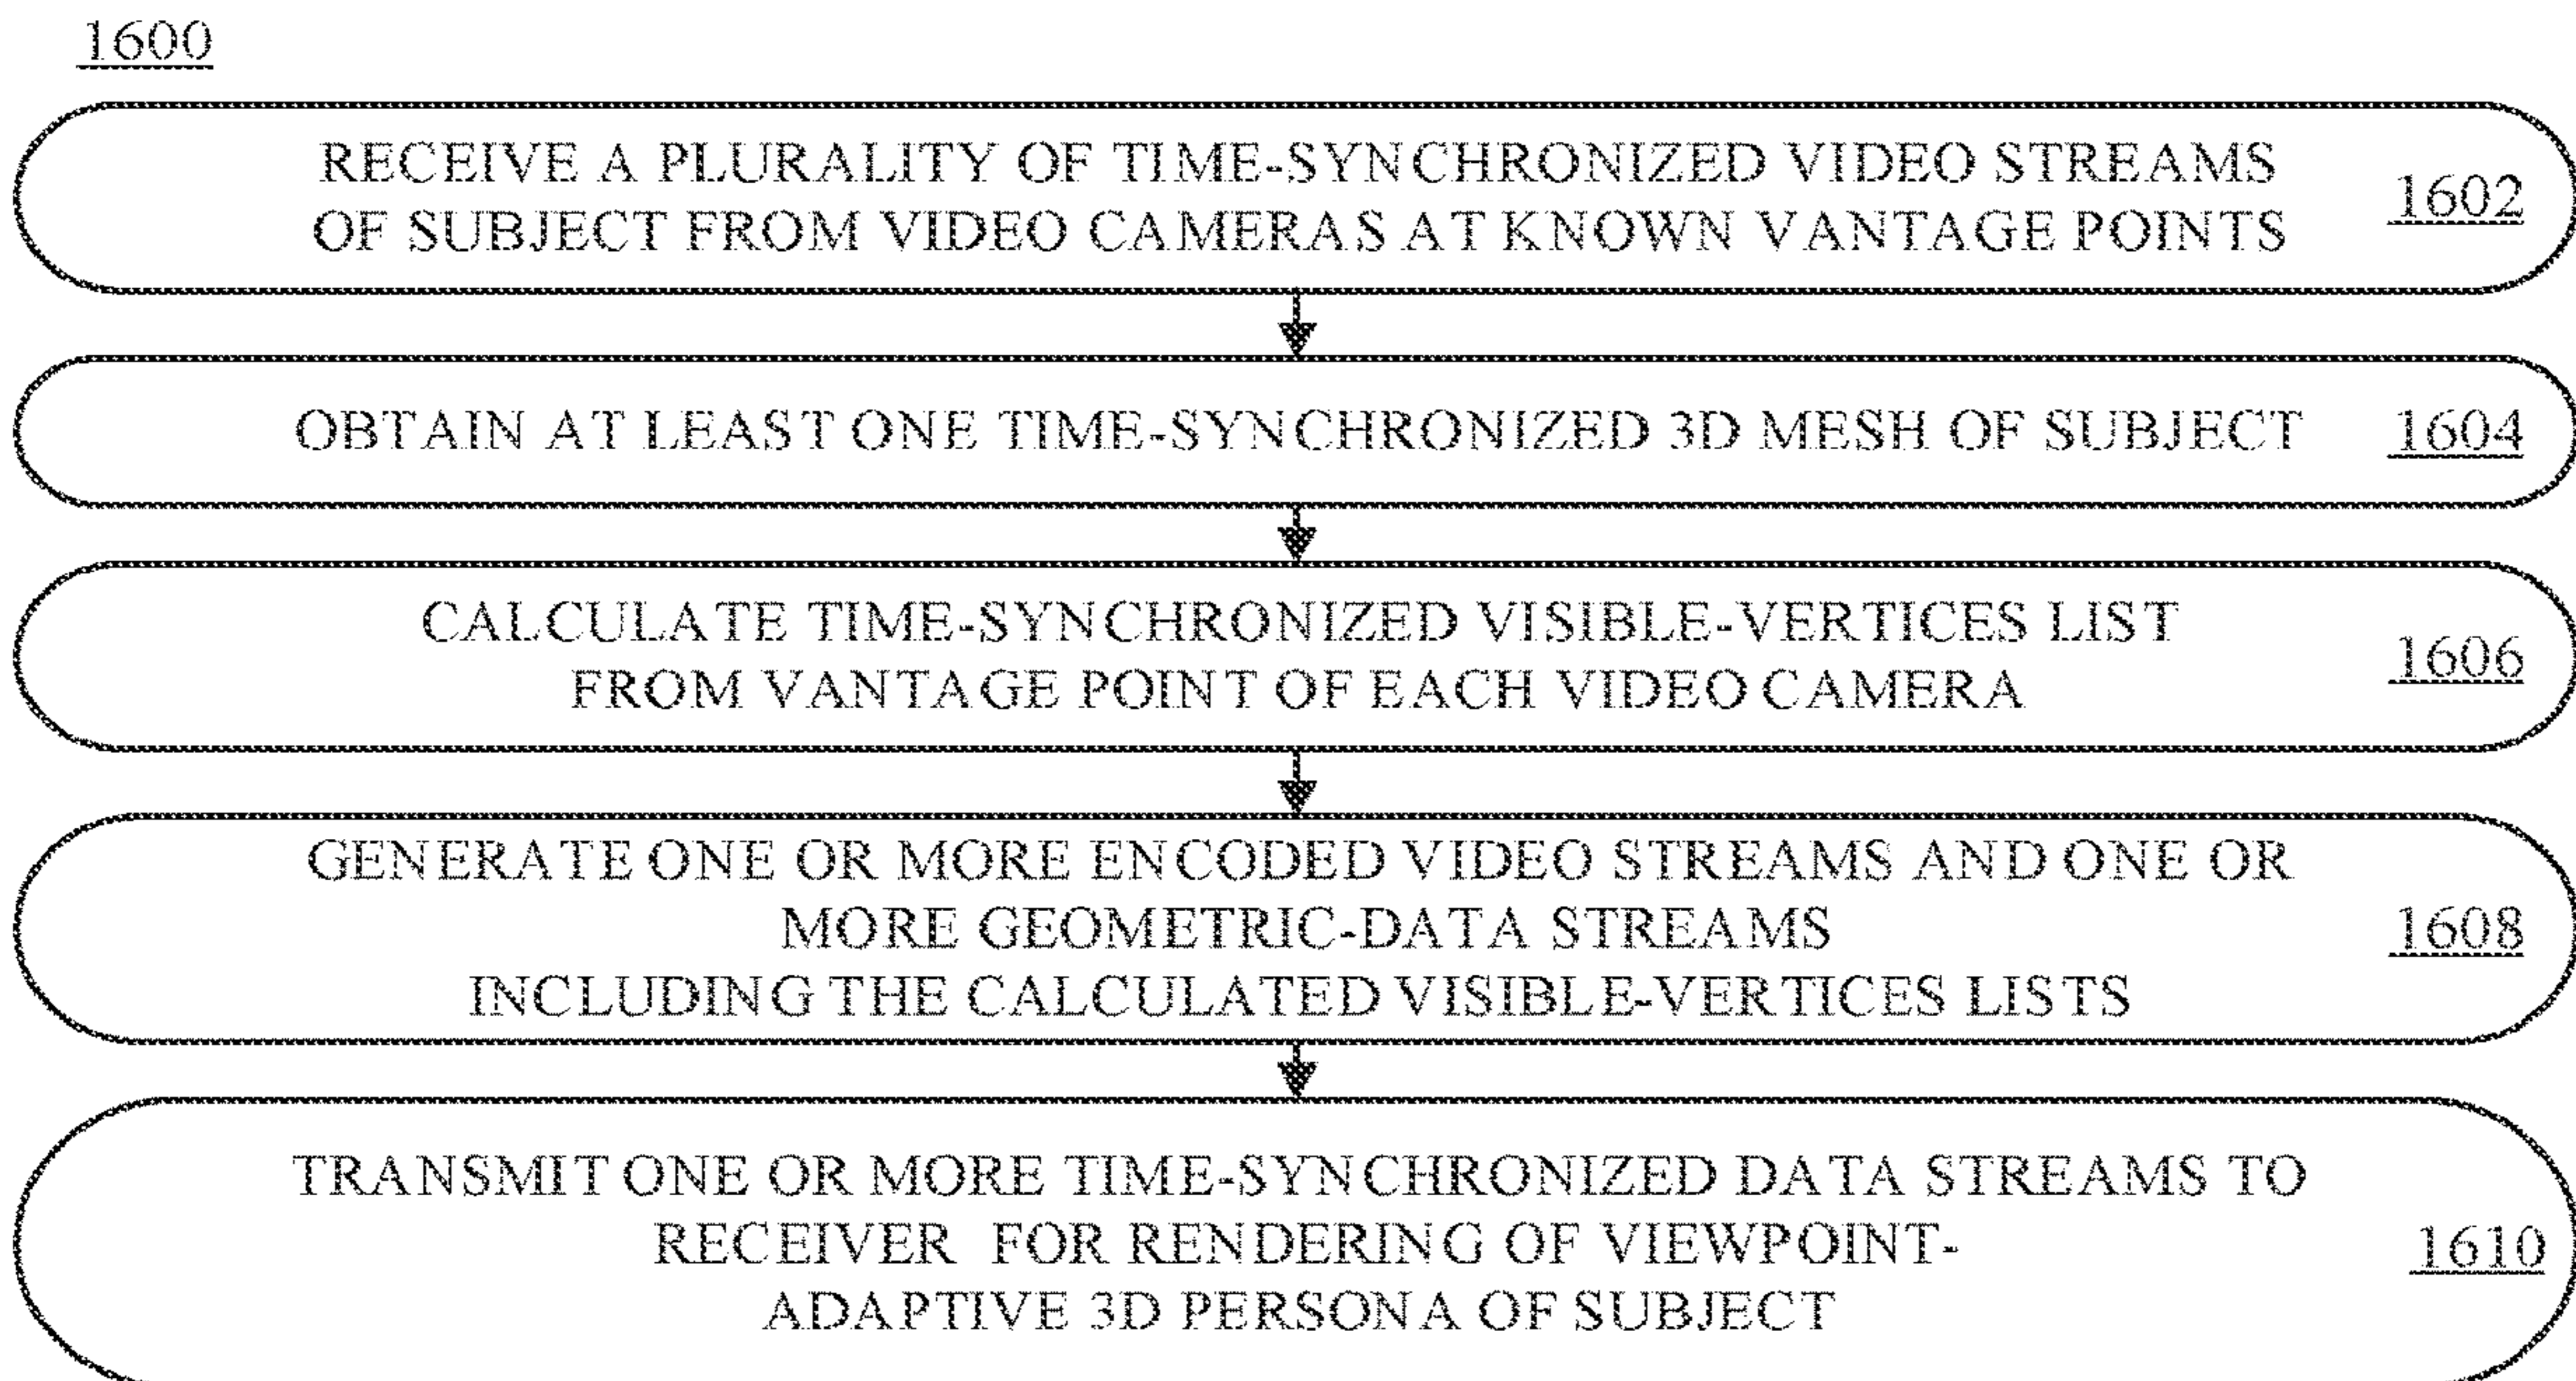 1600
RECEIVE A PLURALITY OF TIME-SYNCHRONIZED VIDEO STREAMS
OF SUBJECT FROM VIDEO CAMERAS AT KNOWN VANTAGE POINTS
1602
OBTAIN AT LEAST ONE TIME-SYNCHRONIZED 3D MESH OF SUBJECT
1604
CALCULATE TIME-SYNCHRONIZED VISIBLE-VERTICES LIST
FROM VANTAGE POINT OF EACH VIDEO CAMERA
1606
GENERATE ONE OR MORE ENCODED VIDEO STREAMS AND ONE OR
MORE GEOMETRIC-DATA STREAMS
INCLUDING THE CALCULATED VISIBLE-VERTICES LISTS
1608
TRANSMIT ONE OR MORE TIME-SYNCHRONIZED DATA STREAMS TO
RECEIVER FOR RENDERING OF VIEWPOINT-
ADAPTIVE 3D PERSONA OF SUBJECT
1610